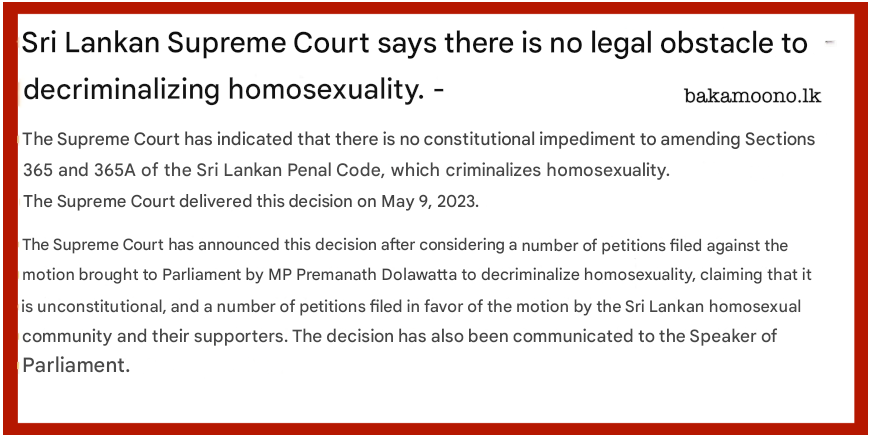 Sri Lankan Supreme Court says there is no legal obstacle to -
decriminalizing homosexuality. -
bakamoono.lk
The Supreme Court has indicated that there is no constitutional impediment to amending Sections
365 and 365A of the Sri Lankan Penal Code, which criminalizes homosexuality.
The Supreme Court delivered this decision on May 9, 2023.
The Supreme Court has announced this decision after considering a number of petitions filed against the
motion brought to Parliament by MP Premanath Dolawatta to decriminalize homosexuality, claiming that it
is unconstitutional, and a number of petitions filed in favor of the motion by the Sri Lankan homosexual
community and their supporters. The decision has also been communicated to the Speaker of
Parliament.